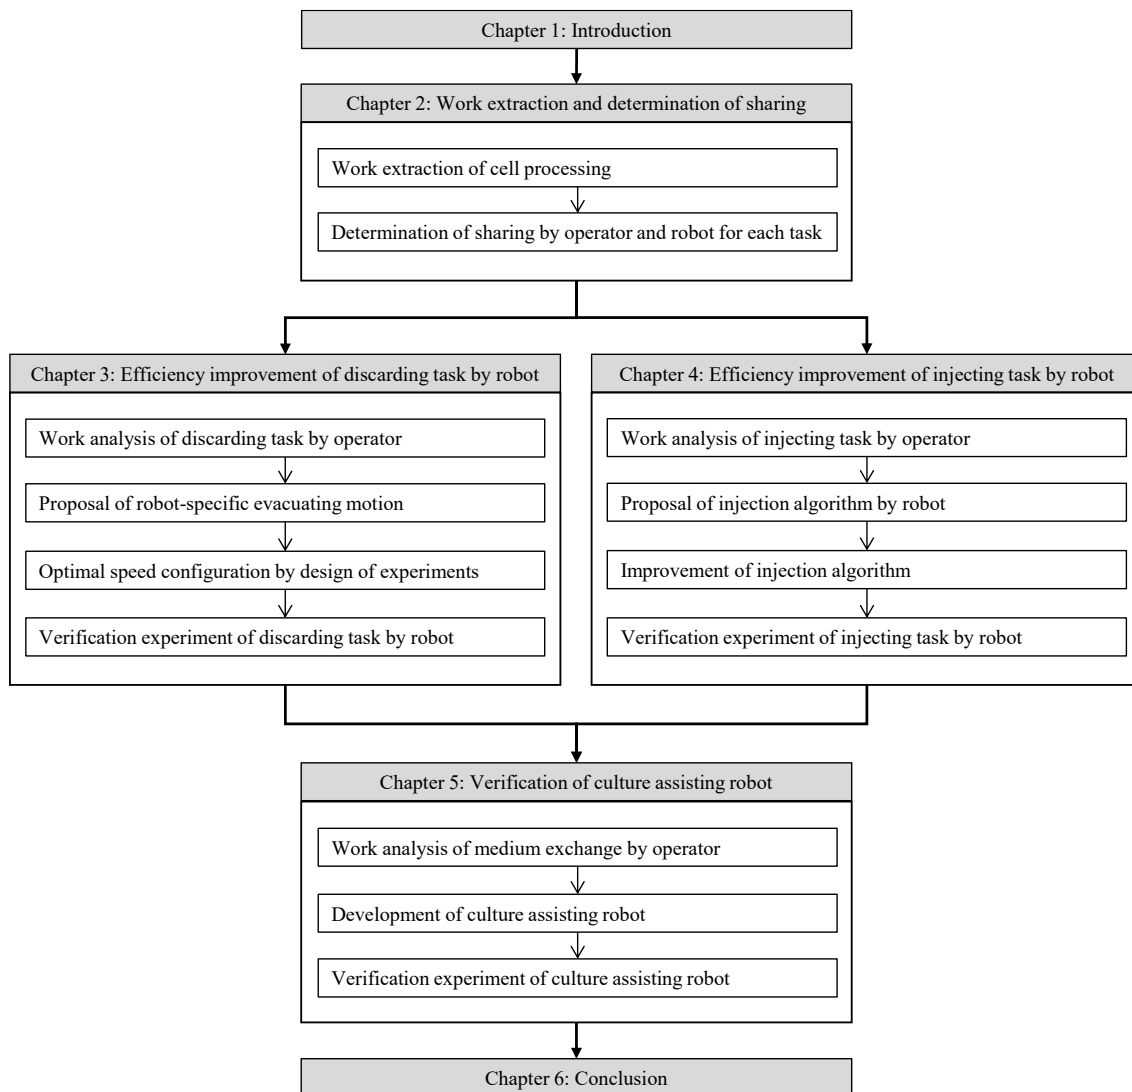 Chapter 1: Introduction
Chapter 2: Work extraction and determination of sharing
Work extraction of cell processing
Determination of sharing by operator and robot for each task
Chapter 3: Efficiency improvement of discarding task by robot
Work analysis of discarding task by operator
Proposal of robot-specific evacuating motion
Optimal speed configuration by design of experiments
Verification experiment of discarding task by robot
Chapter 4: Efficiency improvement of injecting task by robot
Work analysis of injecting task by operator
Proposal of injection algorithm by robot
Improvement of injection algorithm
Verification experiment of injecting task by robot
Chapter 5: Verification of culture assisting robot
Work analysis of medium exchange by operator
Development of culture assisting robot
Verification experiment of culture assisting robot
Chapter 6: Conclusion